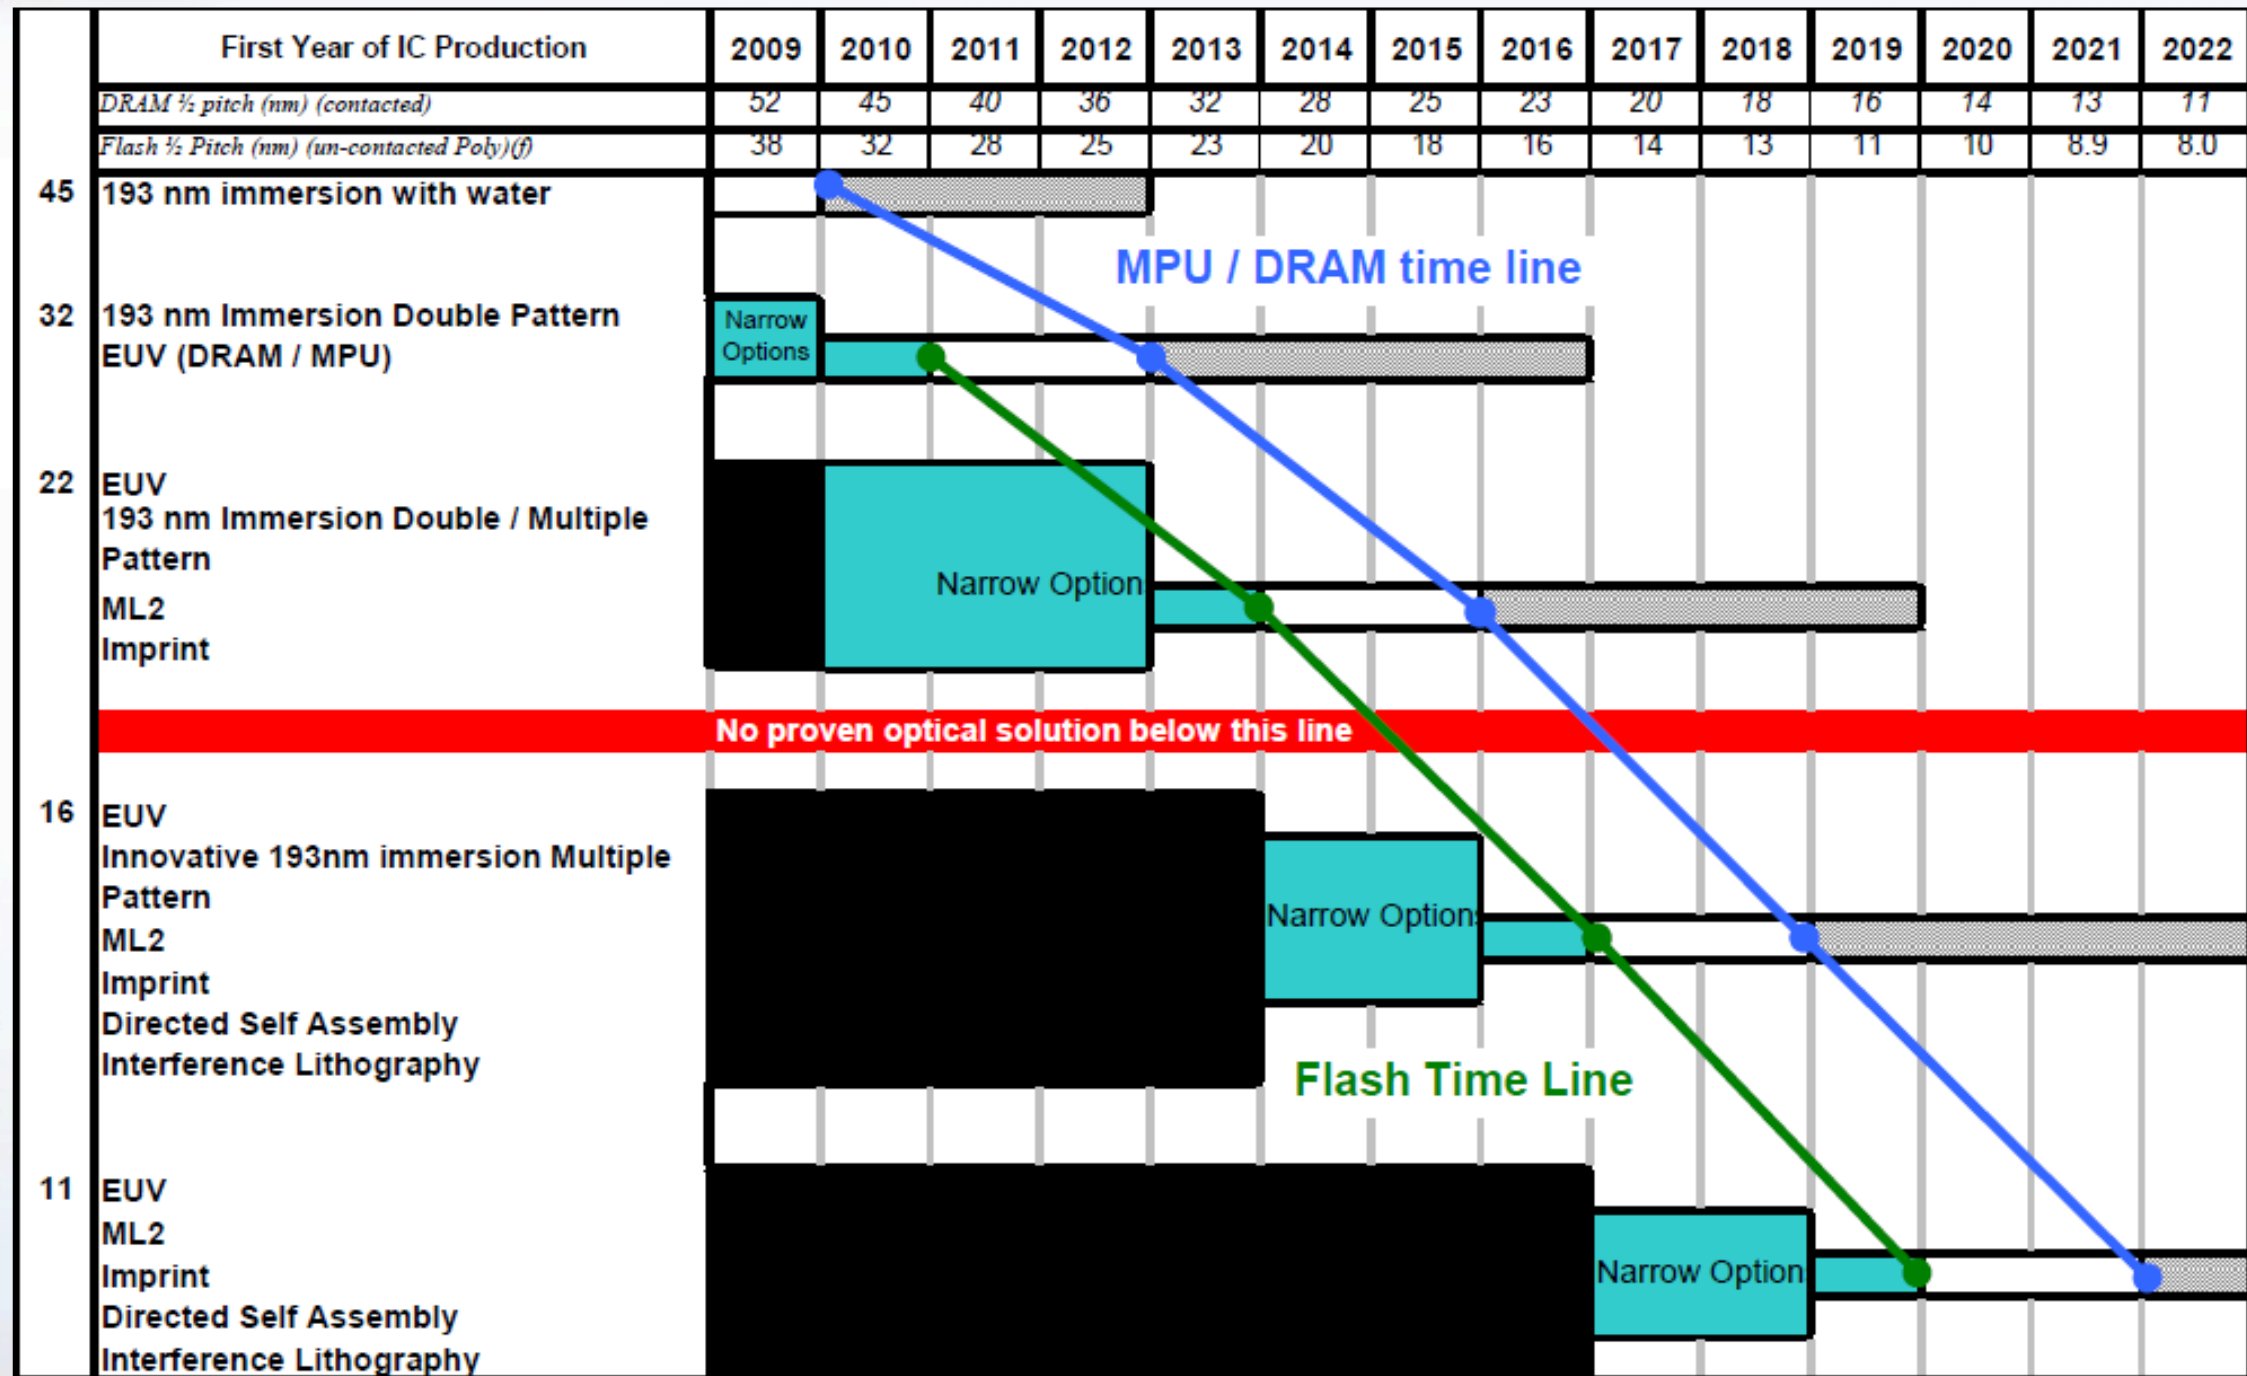 First Year of IC Production 2009 2010 2011 2012 2013 2014 2015 2016 2017 2018 2019 2020 2021 2022
DRAM ½ pitch (nm) (contacted) 52 45 40 36 32 28 25 23 20 18 16 14 13 11
Flash ½ Pitch (nm) (un-contacted Poly)(f) 38 32 28 25 23 20 18 16 14 13 11 10 8.9 8.0
45 193 nm immersion with water
MPU / DRAM time line
32 193 nm Immersion Double Pattern
EUV (DRAM / MPU)
Narrow
Options
22 EUV
193 nm Immersion Double / Multiple
Pattern
ML2
Imprint
Narrow Option
No proven optical solution below this line
16 EUV
Innovative 193nm immersion Multiple
Pattern
ML2
Imprint
Directed Self Assembly
Interference Lithography
Narrow Options
Flash Time Line
11 EUV
ML2
Imprint
Directed Self Assembly
Interference Lithography
Narrow Option